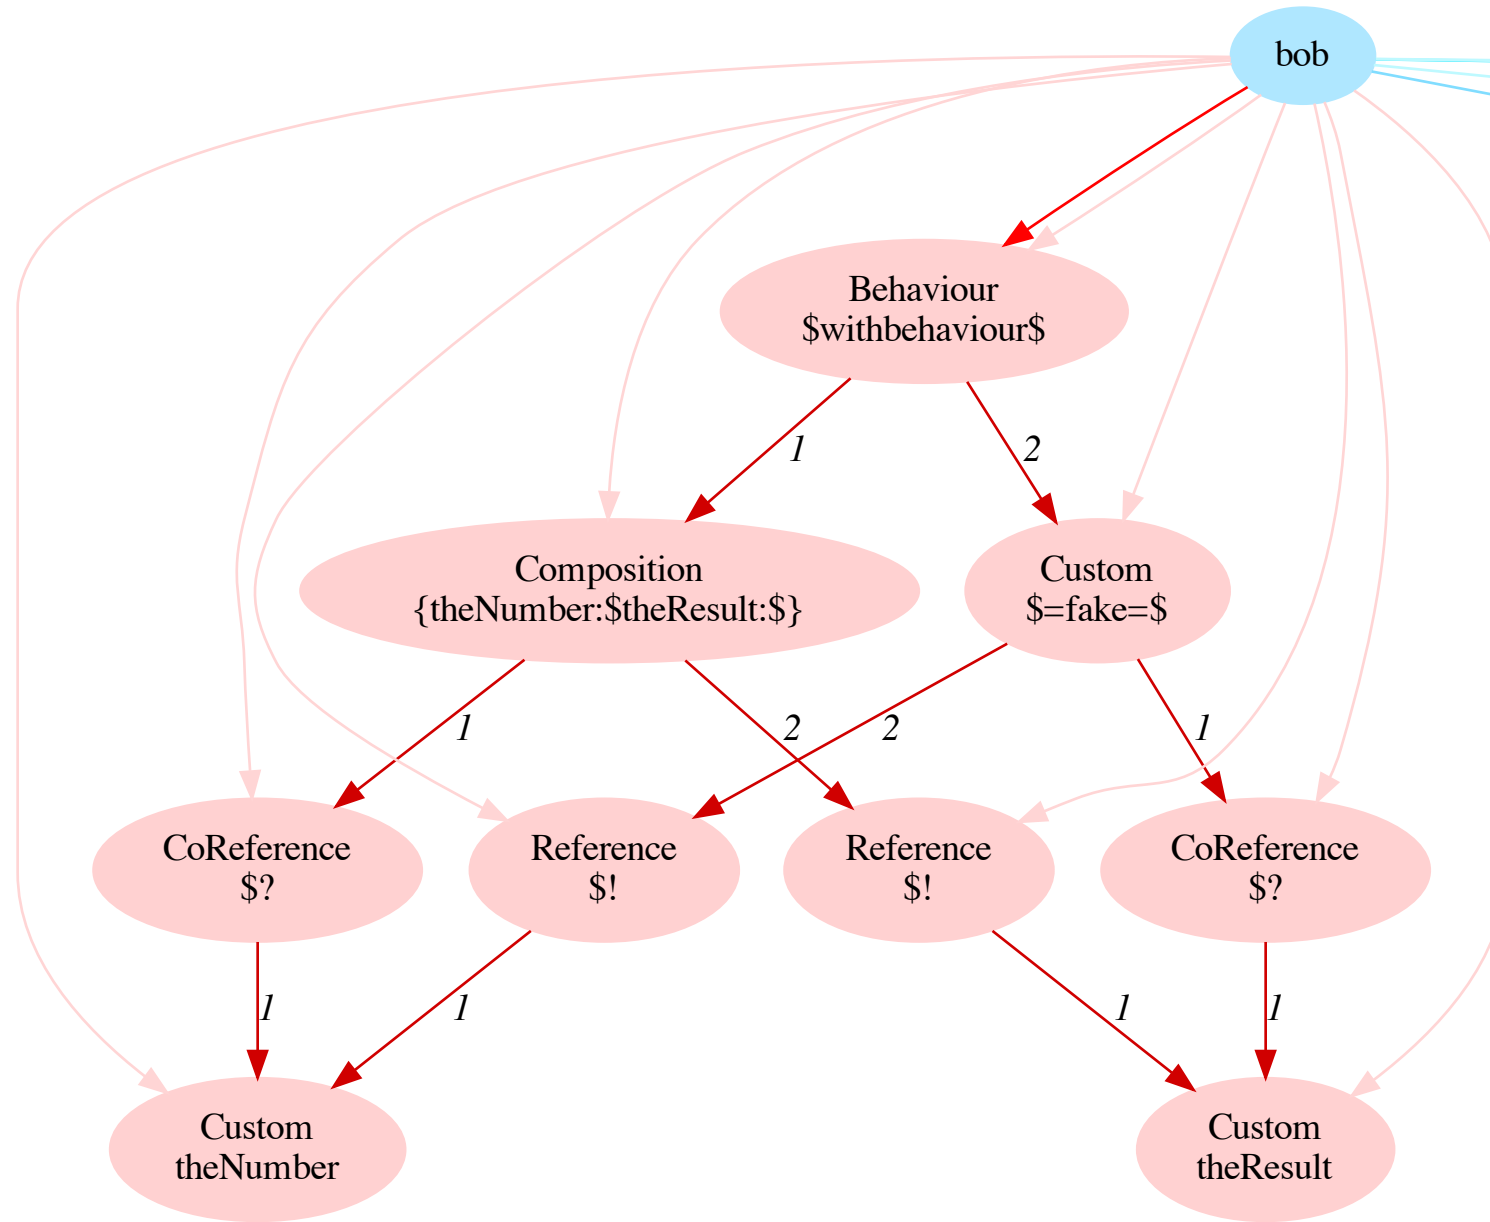 bob
Behaviour
$withbehaviour$
1
2
Composition
{theNumber:$theResult:$}
Custom
$=fake=$
1
2
2
1
CoReference
$?
Reference
$!
Reference
$!
CoReference
$?
1
1
1
1
Custom
theNumber
Custom
theResult